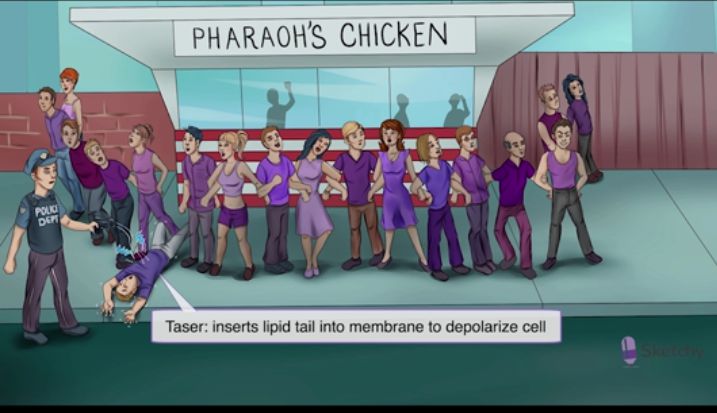 PHARAOH'S CHICKEN
POLICE
DEPT
Taser: inserts lipid tail into membrane to depolarize cell
Sketchy